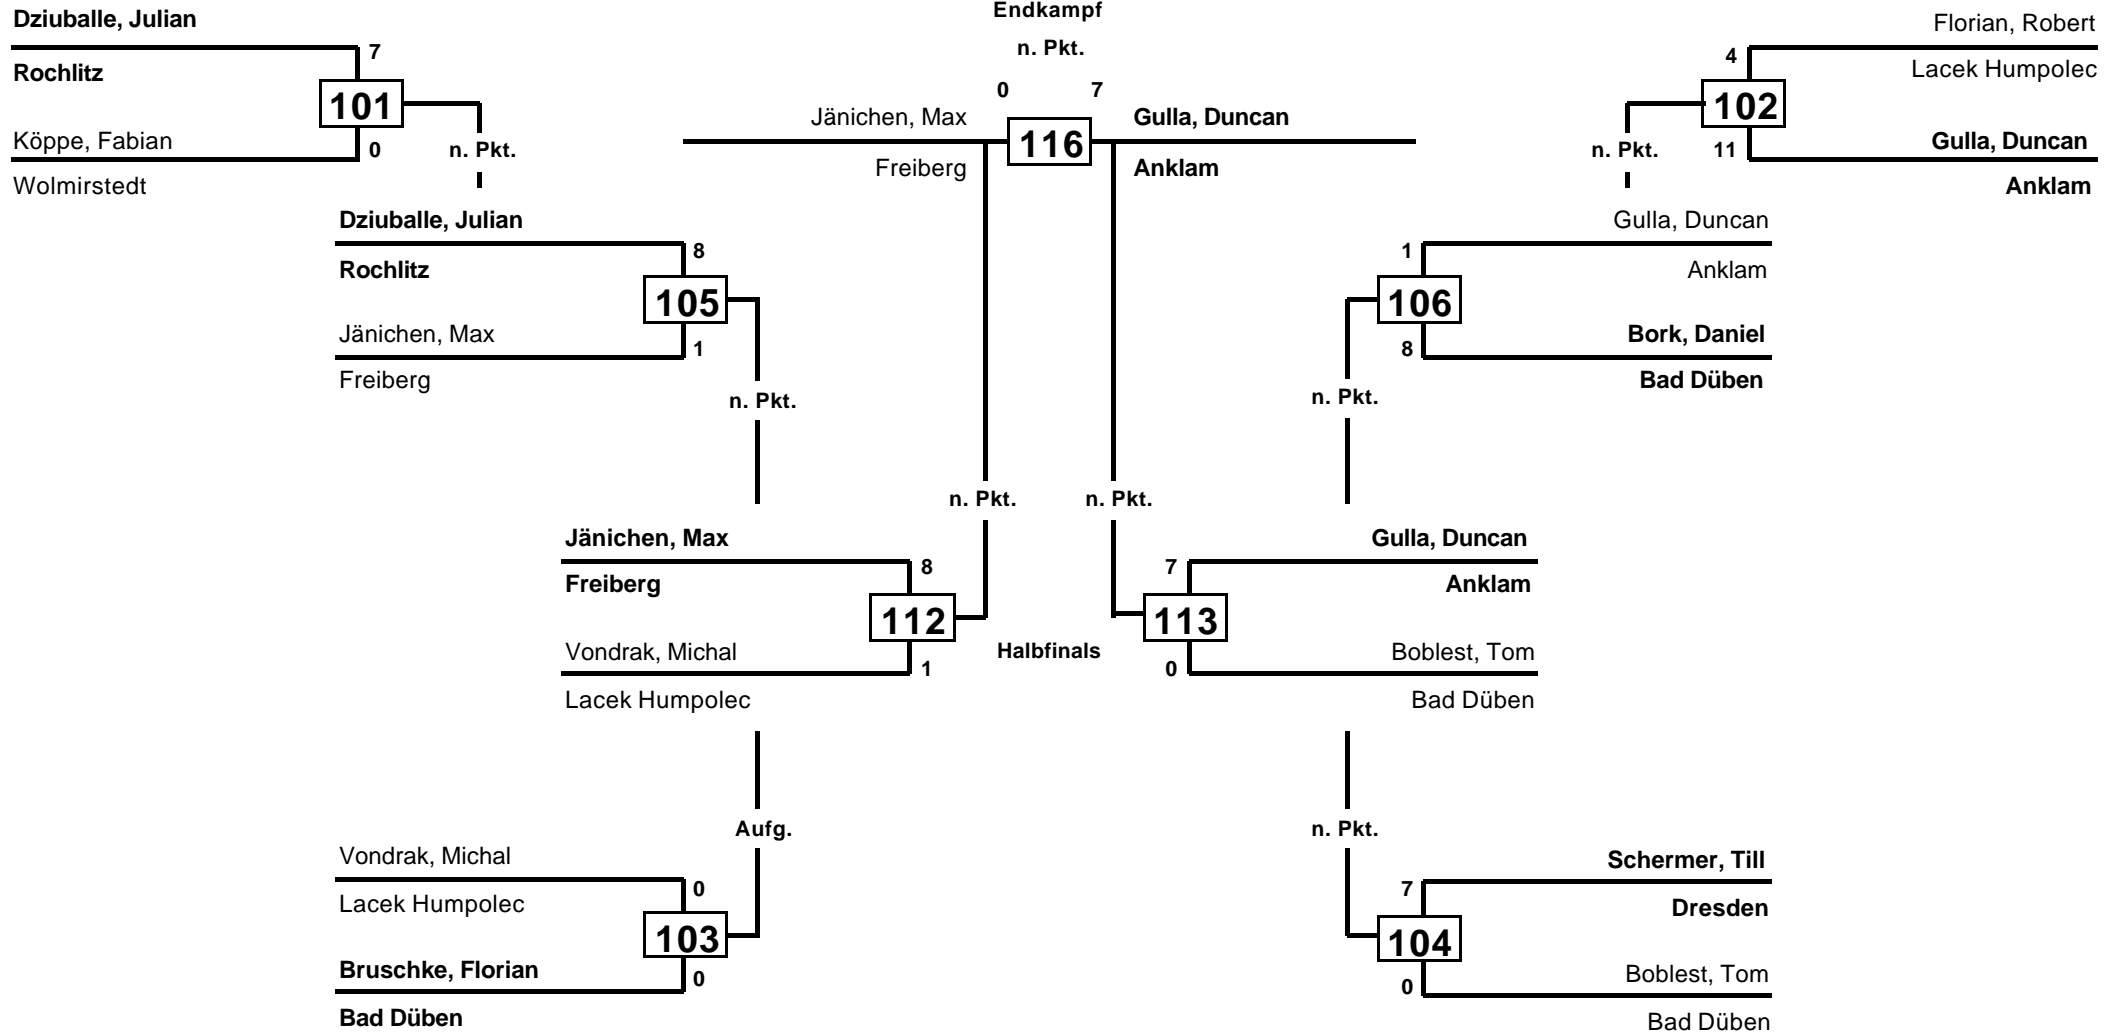 Dziuballe, Julian
7
Rochlitz
101
Köppe, Fabian
0
n. Pkt.
Wolmirstedt
Endkampf
n. Pkt.
0 7
Jänichen, Max
116
Gulla, Duncan
Freiberg
Anklam
Florian, Robert
4
Lacek Humpolec
102
n. Pkt.
11
Gulla, Duncan
Anklam
Dziuballe, Julian
8
Rochlitz
105
Jänichen, Max
1
Freiberg
n. Pkt.
Gulla, Duncan
1
Anklam
106
Bork, Daniel
8
Bad Düben
n. Pkt.
n. Pkt.
n. Pkt.
Jänichen, Max
8
Freiberg
112
Vondrak, Michal
1
Lacek Humpolec
Halbfinals
Gulla, Duncan
7
Anklam
113
Boblest, Tom
0
Bad Düben
Aufg.
Vondrak, Michal
0
Lacek Humpolec
103
Bruschke, Florian
0
Bad Düben
n. Pkt.
Schermer, Till
7
Dresden
104
Boblest, Tom
0
Bad Düben